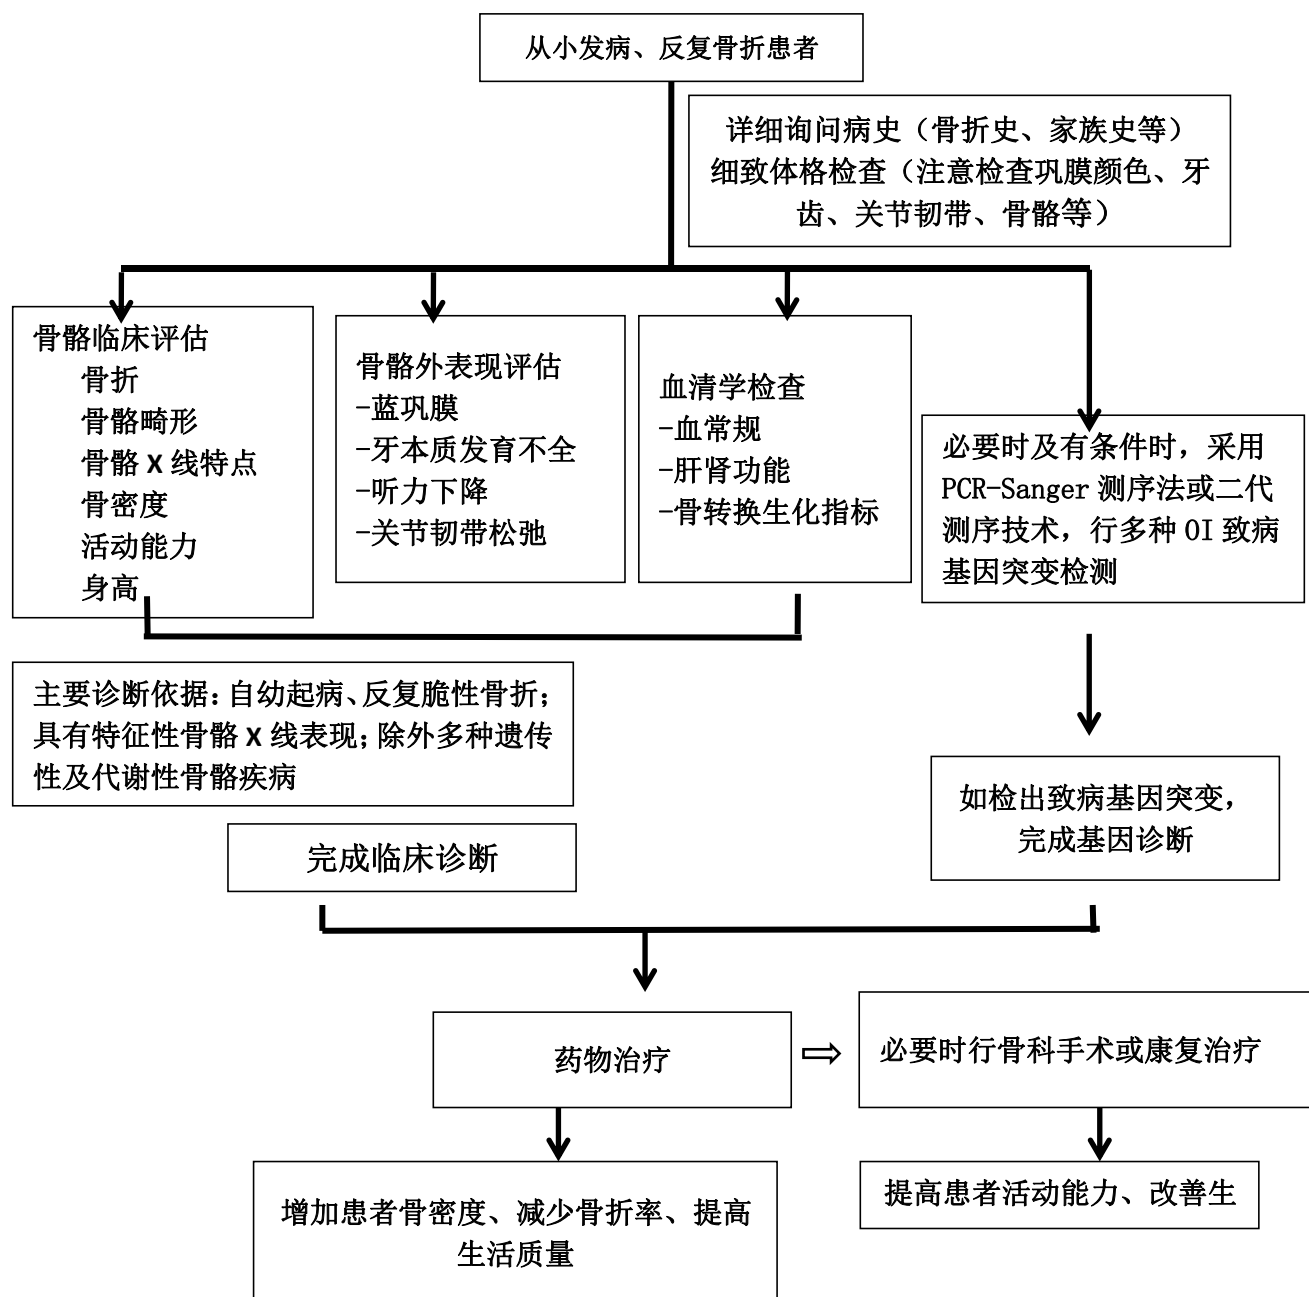 从小发病、反复骨折患者
详细询问病史（骨折史、家族史等）
细致体格检查（注意检查巩膜颜色、牙
齿、关节韧带、骨骼等）
骨骼临床评估
骨折
骨骼畸形
骨骼 X 线特点
骨密度
活动能力
身高
骨骼外表现评估
-蓝巩膜
-牙本质发育不全
-听力下降
-关节韧带松弛
血清学检查
-血常规
-肝肾功能
-骨转换生化指标
必要时及有条件时，采用
PCR-Sanger 测序法或二代
测序技术，行多种 OI 致病
基因突变检测
主要诊断依据：自幼起病、反复脆性骨折；
具有特征性骨骼 X 线表现；除外多种遗传
性及代谢性骨骼疾病
如检出致病基因突变，
完成基因诊断
完成临床诊断
药物治疗
必要时行骨科手术或康复治疗
增加患者骨密度、减少骨折率、提高
生活质量
提高患者活动能力、改善生